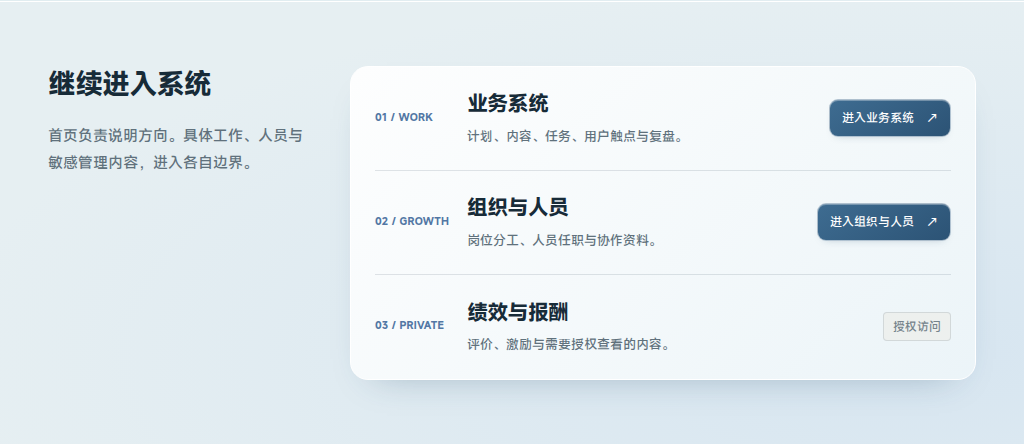 继续进入系统
首页负责说明方向。具体工作、人员与
敏感管理内容，进入各自边界。
01 / WORK
业务系统
计划、内容、任务、用户触点与复盘。
进入业务系统 ↗
02 / GROWTH
组织与人员
岗位分工、人员任职与协作资料。
进入组织与人员 ↗
03 / PRIVATE
绩效与报酬
评价、激励与需要授权查看的内容。
授权访问